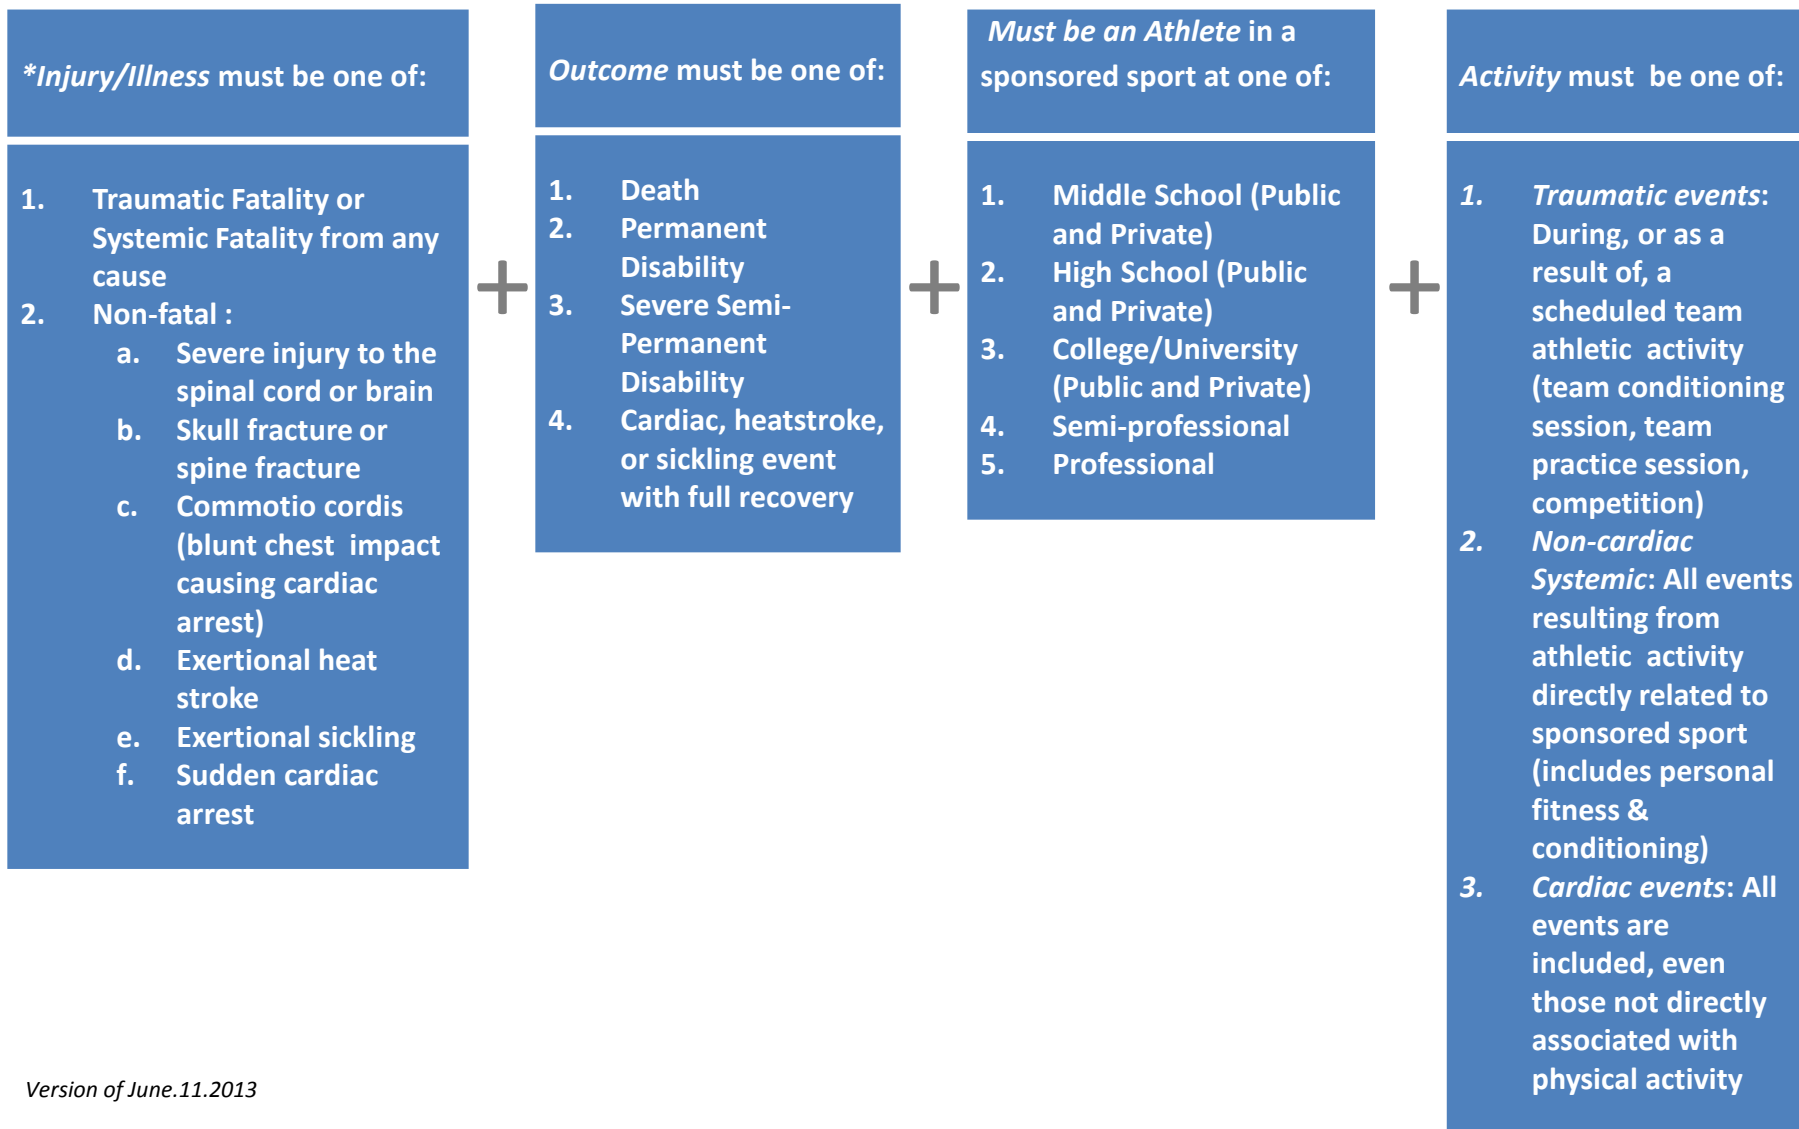 *Injury/Illness must be one of:
1. Traumatic Fatality or
Systemic Fatality from any
cause
2. Non-fatal :
a. Severe injury to the
spinal cord or brain
b. Skull fracture or
spine fracture
c. Commotio cordis
(blunt chest impact
causing cardiac
arrest)
d. Exertional heat
stroke
e. Exertional sickling
f. Sudden cardiac
arrest
+
Outcome must be one of:
1. Death
2. Permanent
Disability
3. Severe Semi-
Permanent
Disability
4. Cardiac, heatstroke,
or sickling event
with full recovery
+
Must be an Athlete in a
sponsored sport at one of:
1. Middle School (Public
and Private)
2. High School (Public
and Private)
3. College/University
(Public and Private)
4. Semi-professional
5. Professional
+
Activity must be one of:
1. Traumatic events:
During, or as a
result of, a
scheduled team
athletic activity
(team conditioning
session, team
practice session,
competition)
2. Non-cardiac
Systemic: All events
resulting from
athletic activity
directly related to
sponsored sport
(includes personal
fitness &
conditioning)
3. Cardiac events: All
events are
included, even
those not directly
associated with
physical activity
Version of June.11.2013